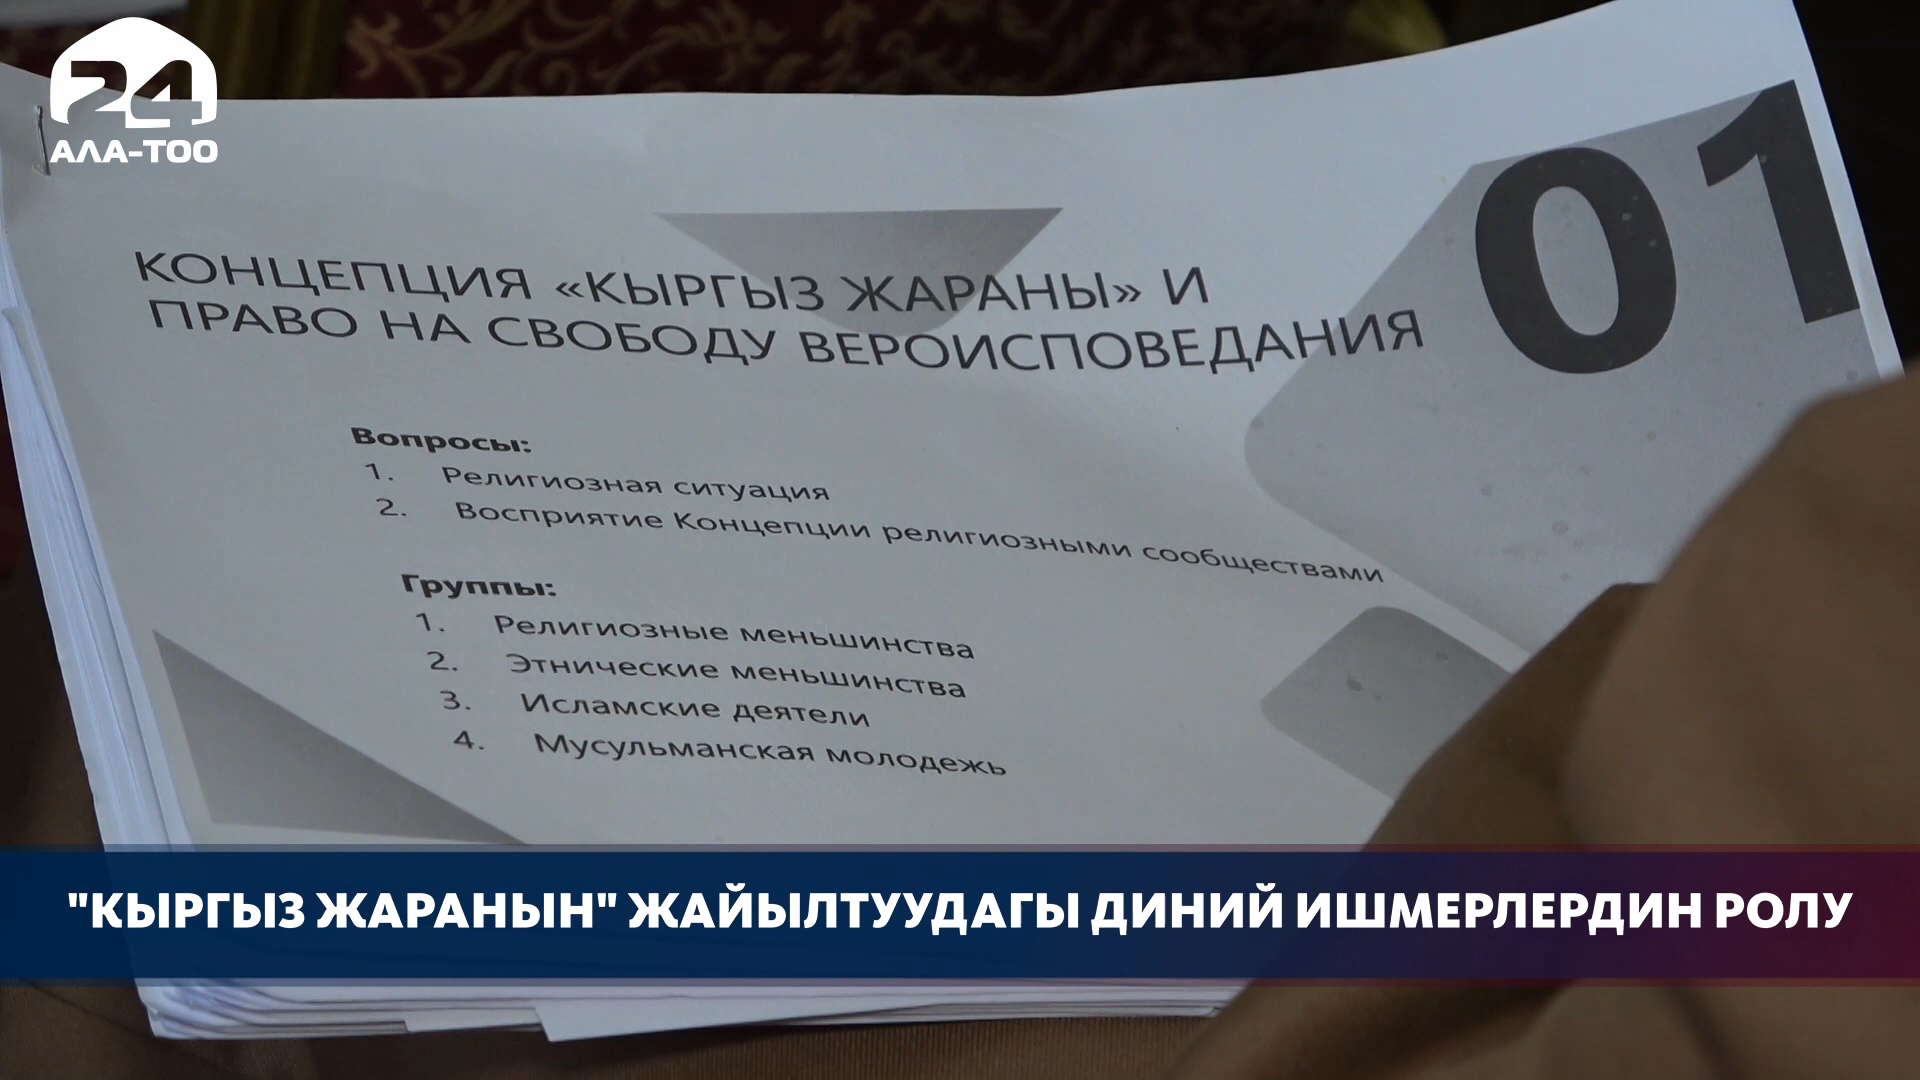 24
АЛА-ТОО
01
КОНЦЕПЦИЯ «КЫРГЫЗ ЖАРАНЫ» И
ПРАВО НА СВОБОДУ ВЕРОИСПОВЕДАНИЯ
Вопросы:
1. Религиозная ситуация
2. Восприятие Концепции религиозными сообществами
Группы:
1. Религиозные меньшинства
2. Этнические меньшинства
3. Исламские деятели
4. Мусульманская молодежь
"КЫРГЫЗ ЖАРАНЫН" ЖАЙЫЛТУУДАГЫ ДИНИЙ ИШМЕРЛЕРДИН РОЛУ